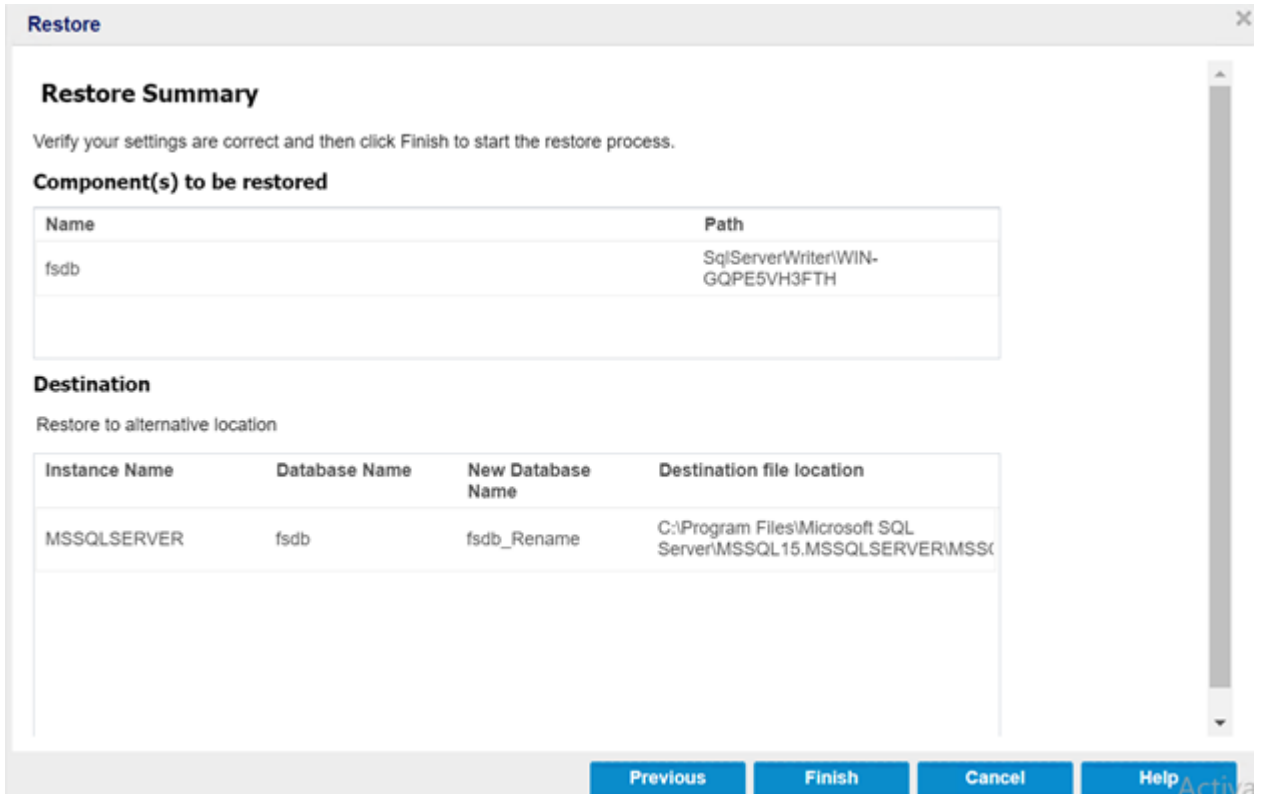 Restore
Restore Summary
Verify your settings are correct and then click Finish to start the restore process.
Component(s) to be restored
Name Path
fsdb SqlServerWriter\WIN-
GQPE5VH3FTH
Destination
Restore to alternative location
Instance Name Database Name New Database Destination file location
Name
MSSQLSERVER fsdb fsdb_Rename C:\Program Files\Microsoft SQL
Server\MSSQL15.MSSQLSERVER\MSS
Previous Finish Cancel Help
Activa